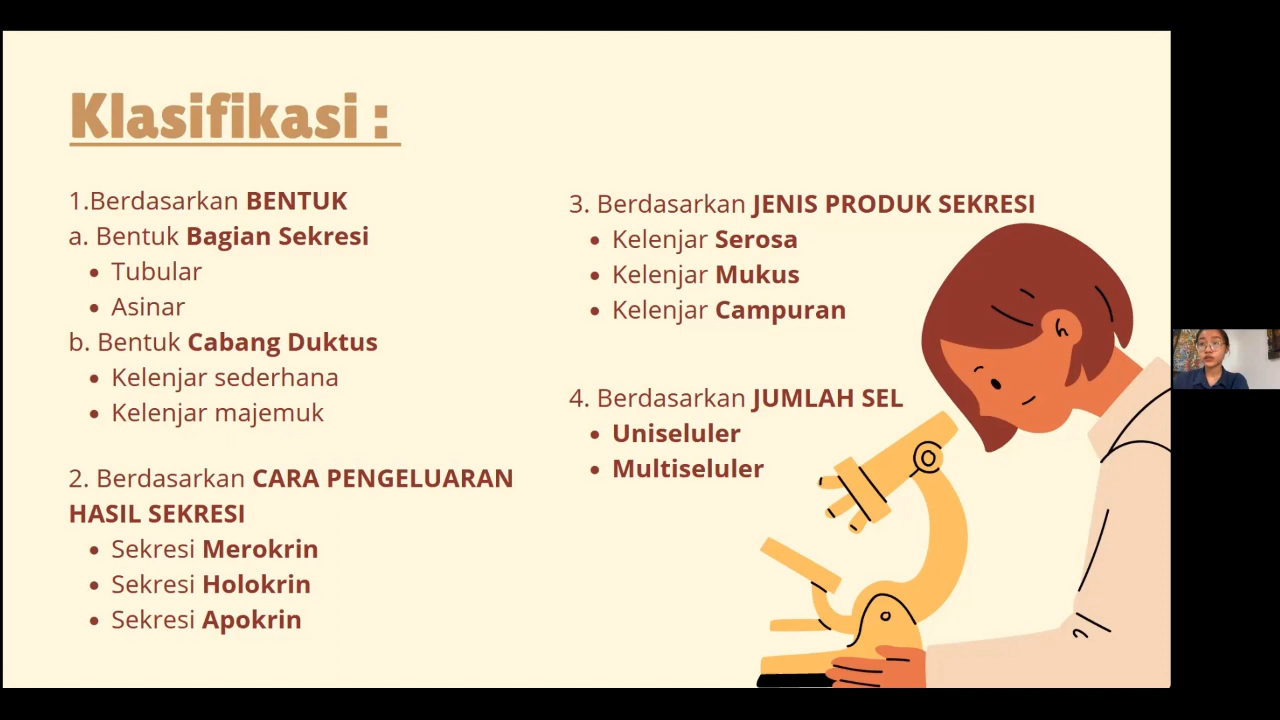 Klasifikasi :
1.Berdasarkan BENTUK
a. Bentuk Bagian Sekresi
• Tubular
• Asinar
b. Bentuk Cabang Duktus
• Kelenjar sederhana
• Kelenjar majemuk
2. Berdasarkan CARA PENGELUARAN
HASIL SEKRESI
• Sekresi Merokrin
• Sekresi Holokrin
• Sekresi Apokrin
3. Berdasarkan JENIS PRODUK SEKRESI
• Kelenjar Serosa
• Kelenjar Mukus
• Kelenjar Campuran
4. Berdasarkan JUMLAH SEL
• Uniseluler
• Multiseluler